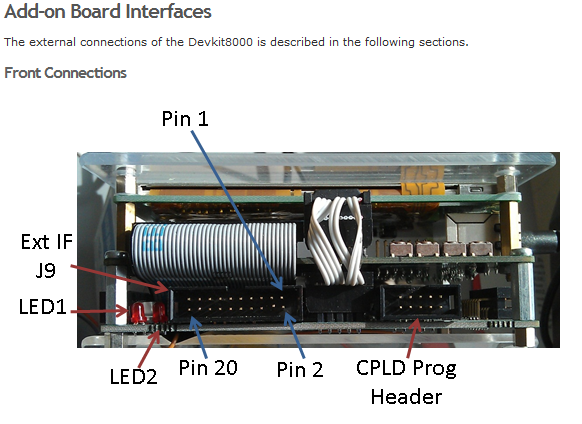 Add-on Board Interfaces
The external connections of the Devkit8000 is described in the following sections.
Front Connections
Pin 1
Ext IF
J9
LED1
LED2
Pin 20
Pin 2
CPLD Prog
Header